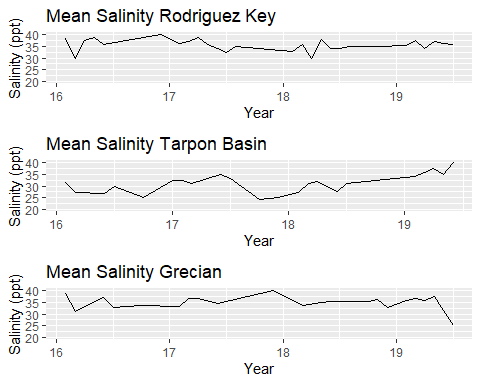 Mean Salinity Rodriguez Key
Salinity (ppt)
40
35
30
25
20
16 17 18 19
Year
Mean Salinity Tarpon Basin
Salinity (ppt)
40
35
30
25
20
16 17 18 19
Year
Mean Salinity Grecian
Salinity (ppt)
40
35
30
25
20
16 17 18 19
Year